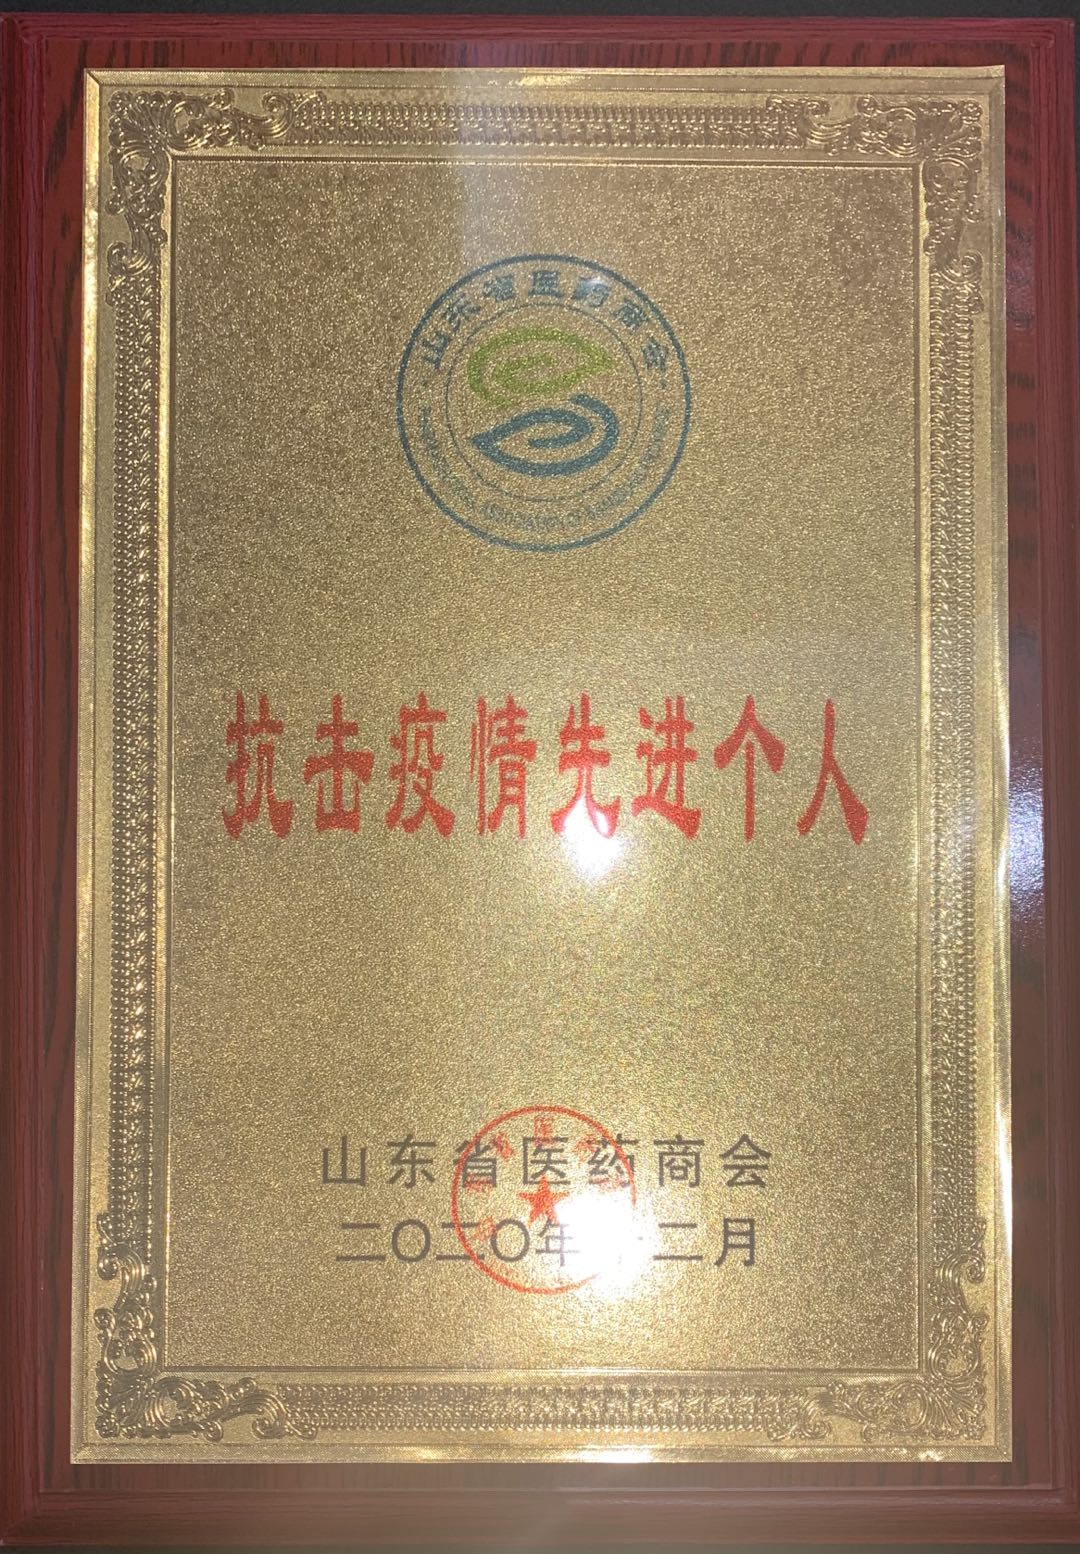 山东省医药商会
抗击疫情先进个人
山东省医药商会
二〇二〇年十二月